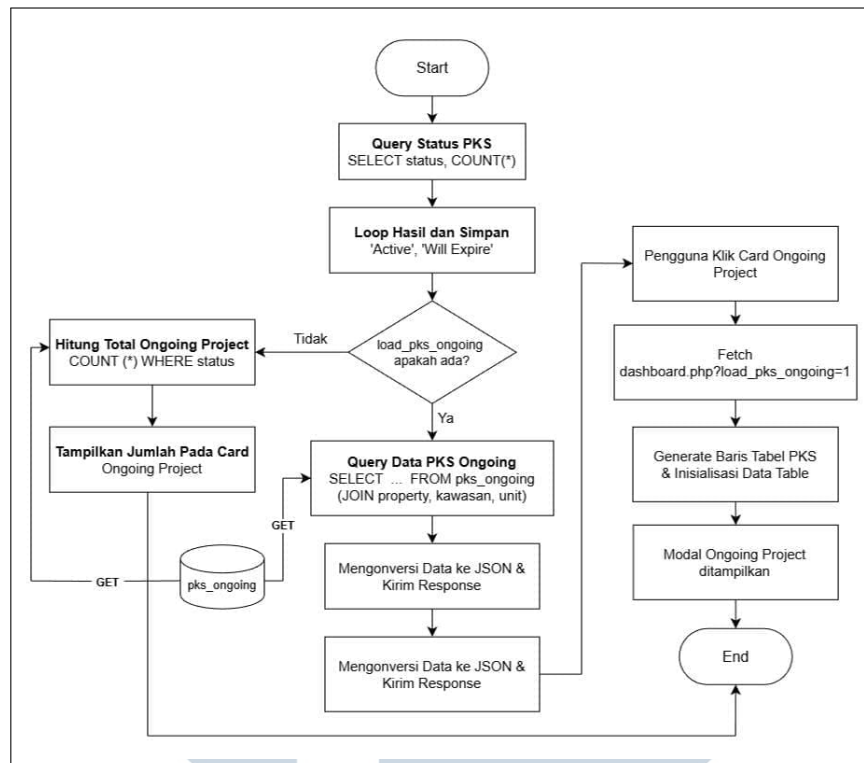 Start
Query Status PKS
SELECT status, COUNT(*)
Loop Hasil dan Simpan
'Active', 'Will Expire'
load_pks_ongoing
apakah ada?
Tidak
Ya
Hitung Total Ongoing Project
COUNT (*) WHERE status
Tampilkan Jumlah Pada Card
Ongoing Project
Query Data PKS Ongoing
SELECT ... FROM pks_ongoing
(JOIN property, kawasan, unit)
GET
GET
pks_ongoing
Mengonversi Data ke JSON &
Kirim Response
Mengonversi Data ke JSON &
Kirim Response
Pengguna Klik Card Ongoing
Project
Fetch
dashboard.php?load_pks_ongoing=1
Generate Baris Tabel PKS
& Inisialisasi Data Table
Modal Ongoing Project
ditampilkan
End